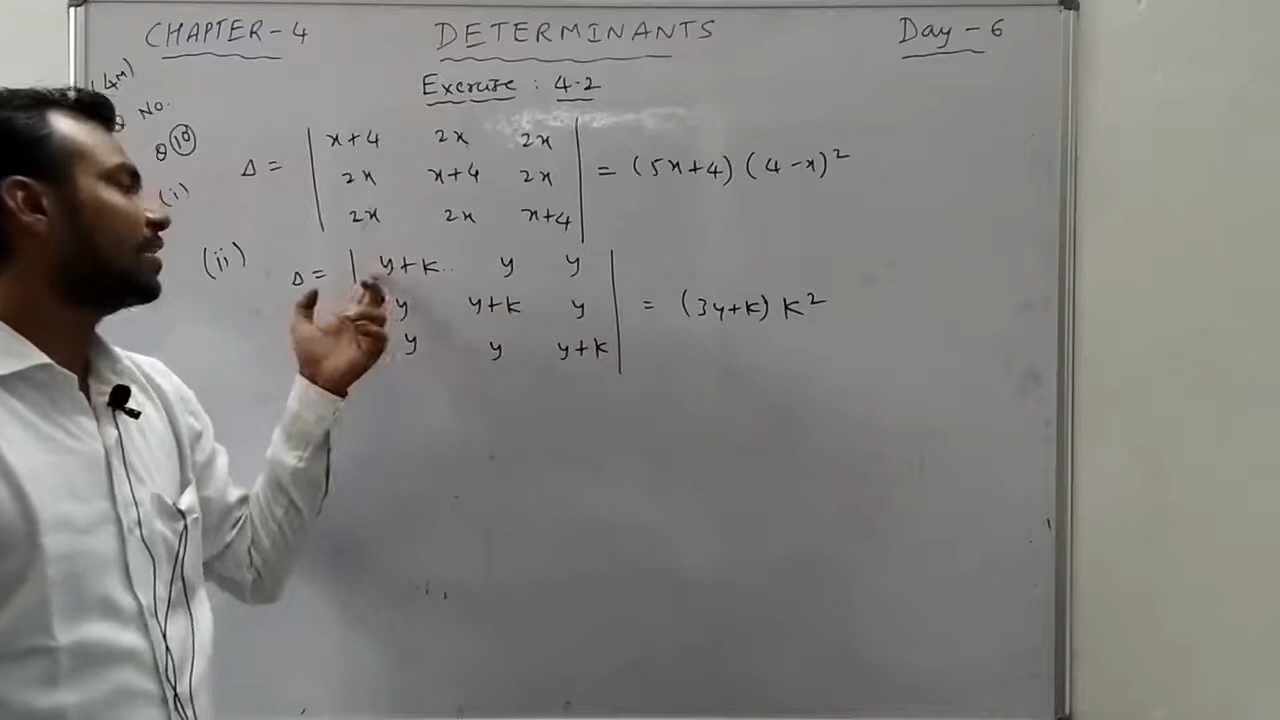 CHAPTER-4 DETERMINANTS Day-6
Exercise : 4.2
(4M)
Q No.
Q 10
(i) Δ = | x+4 2x 2x | = (5x+4) (4-x)²
2x x+4 2x
2x 2x x+4
(ii) Δ = | y+k y y | = (3y+k) k²
y y+k y
y y y+k